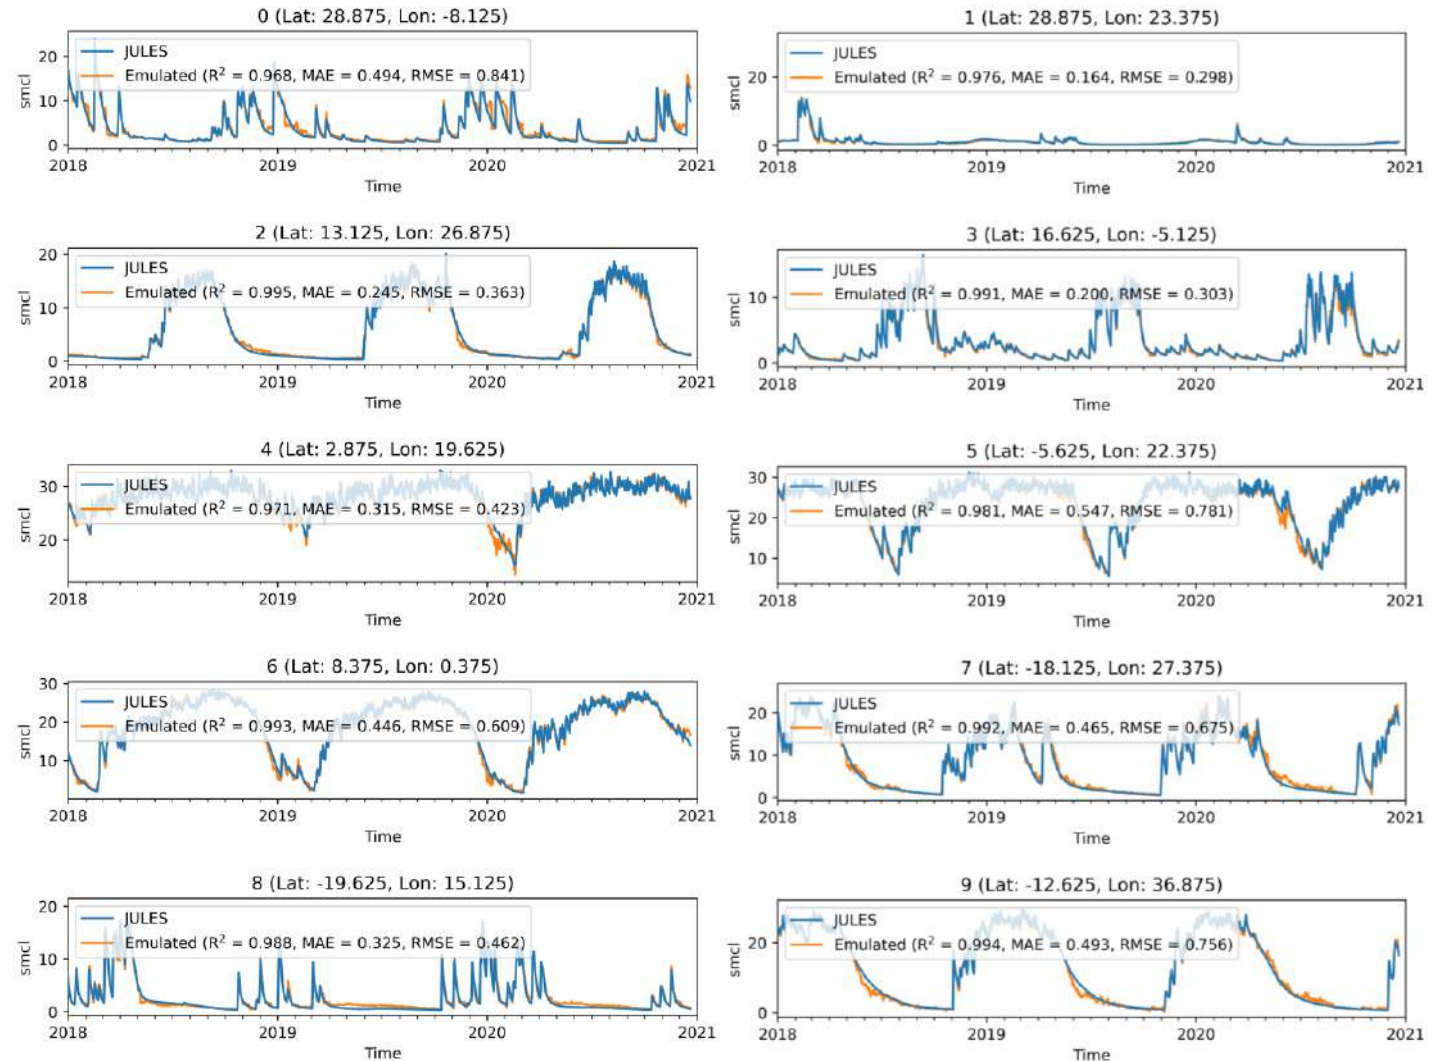 0 (Lat: 28.875, Lon: -8.125)
smcl
20
10
0
JULES
Emulated (R² = 0.968, MAE = 0.494, RMSE = 0.841)
2018 2019 2020 2021
Time
1 (Lat: 28.875, Lon: 23.375)
smcl
20
0
JULES
Emulated (R² = 0.976, MAE = 0.164, RMSE = 0.298)
2018 2019 2020 2021
Time
2 (Lat: 13.125, Lon: 26.875)
smcl
20
10
0
JULES
Emulated (R² = 0.995, MAE = 0.245, RMSE = 0.363)
2018 2019 2020 2021
Time
3 (Lat: 16.625, Lon: -5.125)
smcl
10
0
JULES
Emulated (R² = 0.991, MAE = 0.200, RMSE = 0.303)
2018 2019 2020 2021
Time
4 (Lat: 2.875, Lon: 19.625)
smcl
30
20
JULES
Emulated (R² = 0.971, MAE = 0.315, RMSE = 0.423)
2018 2019 2020 2021
Time
5 (Lat: -5.625, Lon: 22.375)
smcl
30
20
10
JULES
Emulated (R² = 0.981, MAE = 0.547, RMSE = 0.781)
2018 2019 2020 2021
Time
6 (Lat: 8.375, Lon: 0.375)
smcl
30
20
10
JULES
Emulated (R² = 0.993, MAE = 0.446, RMSE = 0.609)
2018 2019 2020 2021
Time
7 (Lat: -18.125, Lon: 27.375)
smcl
20
10
0
JULES
Emulated (R² = 0.992, MAE = 0.465, RMSE = 0.675)
2018 2019 2020 2021
Time
8 (Lat: -19.625, Lon: 15.125)
smcl
20
10
0
JULES
Emulated (R² = 0.988, MAE = 0.325, RMSE = 0.462)
2018 2019 2020 2021
Time
9 (Lat: -12.625, Lon: 36.875)
smcl
20
0
JULES
Emulated (R² = 0.994, MAE = 0.493, RMSE = 0.756)
2018 2019 2020 2021
Time